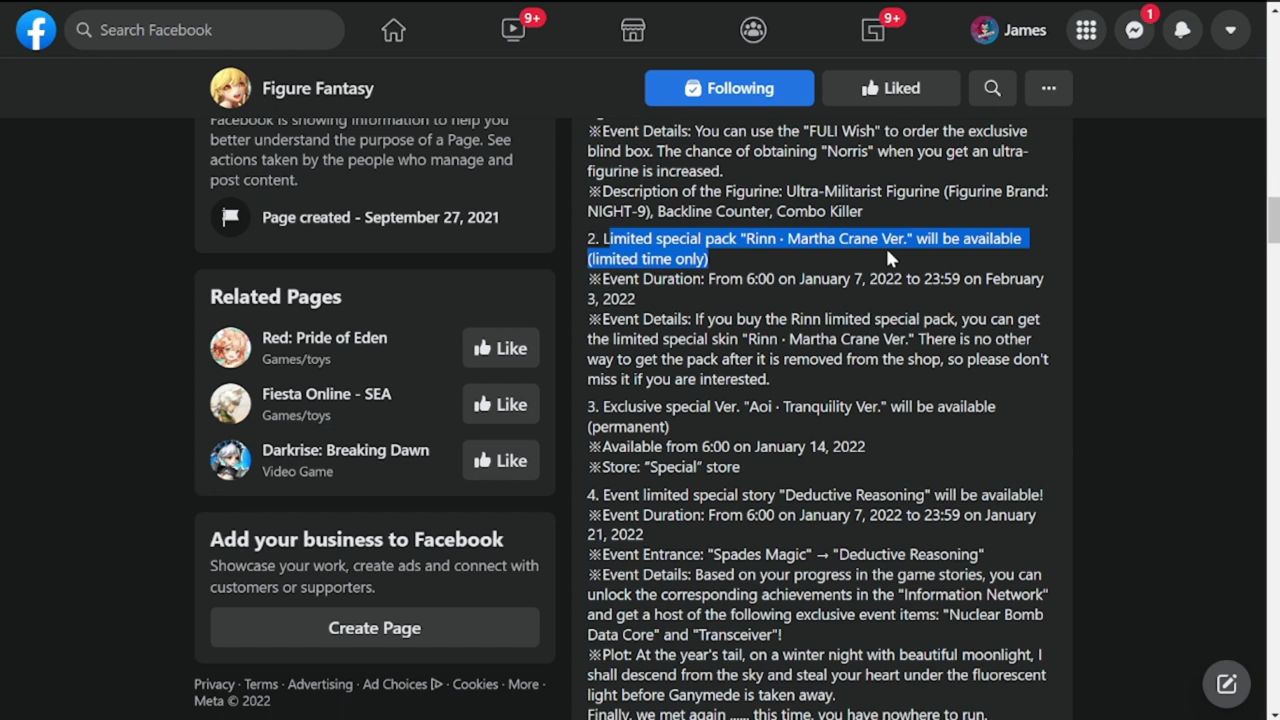 Search Facebook
9+
9+
James
1
Figure Fantasy
Following
Liked
Facebook is showing information to help you
better understand the purpose of a Page. See
actions taken by the people who manage and
post content.
Page created - September 27, 2021
Related Pages
Red: Pride of Eden
Games/toys
Like
Fiesta Online - SEA
Games/toys
Like
Darkrise: Breaking Dawn
Video Game
Like
Add your business to Facebook
Showcase your work, create ads and connect with
customers or supporters.
Create Page
Privacy · Terms · Advertising · Ad Choices · Cookies · More ·
Meta © 2022
※Event Details: You can use the "FULI Wish" to order the exclusive
blind box. The chance of obtaining "Norris" when you get an ultra-
figurine is increased.
※Description of the Figurine: Ultra-Militarist Figurine (Figurine Brand:
NIGHT-9), Backline Counter, Combo Killer
2. Limited special pack "Rinn · Martha Crane Ver." will be available
(limited time only)
※Event Duration: From 6:00 on January 7, 2022 to 23:59 on February
3, 2022
※Event Details: If you buy the Rinn limited special pack, you can get
the limited special skin "Rinn · Martha Crane Ver." There is no other
way to get the pack after it is removed from the shop, so please don't
miss it if you are interested.
3. Exclusive special Ver. "Aoi · Tranquility Ver." will be available
(permanent)
※Available from 6:00 on January 14, 2022
※Store: "Special" store
4. Event limited special story "Deductive Reasoning" will be available!
※Event Duration: From 6:00 on January 7, 2022 to 23:59 on January
21, 2022
※Event Entrance: "Spades Magic" → "Deductive Reasoning"
※Event Details: Based on your progress in the game stories, you can
unlock the corresponding achievements in the "Information Network"
and get a host of the following exclusive event items: "Nuclear Bomb
Data Core" and "Transceiver"!
※Plot: At the year's tail, on a winter night with beautiful moonlight, I
shall descend from the sky and steal your heart under the fluorescent
light before Ganymede is taken away.
Finally, we met again ...... this time, you have nowhere to run.